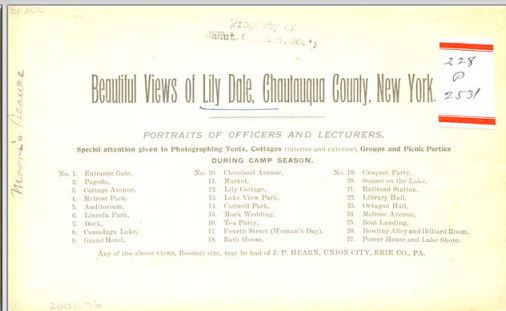 Property of
Beautiful Views of Lily Dale, Chautauqua County, New York.
228
P
2531
PORTRAITS OF OFFICERS AND LECTURERS.
Special attention given to Photographing Tents, Cottages (interior and exterior), Groups and Picnic Parties
DURING CAMP SEASON.
No. 1. Entrance Gate,
2. Pagoda,
3. Cottage Avenue,
4. Melrose Park,
5. Auditorium,
6. Lincoln Park,
7. Dock,
8. Cassadaga Lake,
9. Grand Hotel,
No. 10. Cleveland Avenue,
11. Market,
12. Lily Cottage,
13. Lake View Park,
14. Cadwell Park,
15. Mock Wedding,
16. Tea Party,
17. Fourth Street (Woman's Day),
18. Bath House,
No. 19. Croquet Party,
20. Sunset on the Lake,
21. Railroad Station,
22. Library Hall,
23. Octagon Hall,
24. Melrose Avenue,
25. Boat Landing,
26. Bowling Alley and Billiard Room,
27. Power House and Lake Shore.
Any of the above views, Boudoir size, may be had of J. P. HEARN, UNION CITY, ERIE CO., PA.
2001.76